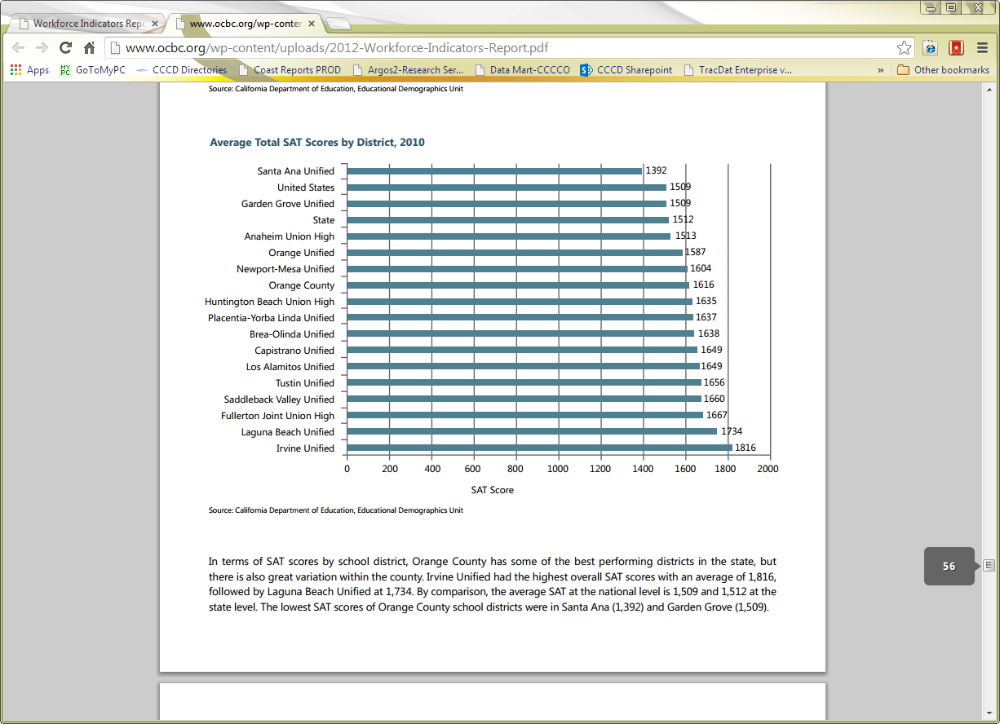 Workforce Indicators Repo
www.ocbc.org/wp-conter
www.ocbc.org/wp-content/uploads/2012-Workforce-Indicators-Report.pdf
Apps GoToMyPC CCCD Directories Coast Reports PROD Argos2-Research Ser... Data Mart-CCCCO CCCD Sharepoint TracDat Enterprise v... » Other bookmarks
Source: California Department of Education, Educational Demographics Unit
Average Total SAT Scores by District, 2010
Santa Ana Unified 1392
United States 1509
Garden Grove Unified 1509
State 1512
Anaheim Union High 1513
Orange Unified 1587
Newport-Mesa Unified 1604
Orange County 1616
Huntington Beach Union High 1635
Placentia-Yorba Linda Unified 1637
Brea-Olinda Unified 1638
Capistrano Unified 1649
Los Alamitos Unified 1649
Tustin Unified 1656
Saddleback Valley Unified 1660
Fullerton Joint Union High 1667
Laguna Beach Unified 1734
Irvine Unified 1816
0 200 400 600 800 1000 1200 1400 1600 1800 2000
SAT Score
Source: California Department of Education, Educational Demographics Unit
In terms of SAT scores by school district, Orange County has some of the best performing districts in the state, but
there is also great variation within the county. Irvine Unified had the highest overall SAT scores with an average of 1,816,
followed by Laguna Beach Unified at 1,734. By comparison, the average SAT at the national level is 1,509 and 1,512 at the
state level. The lowest SAT scores of Orange County school districts were in Santa Ana (1,392) and Garden Grove (1,509).
56